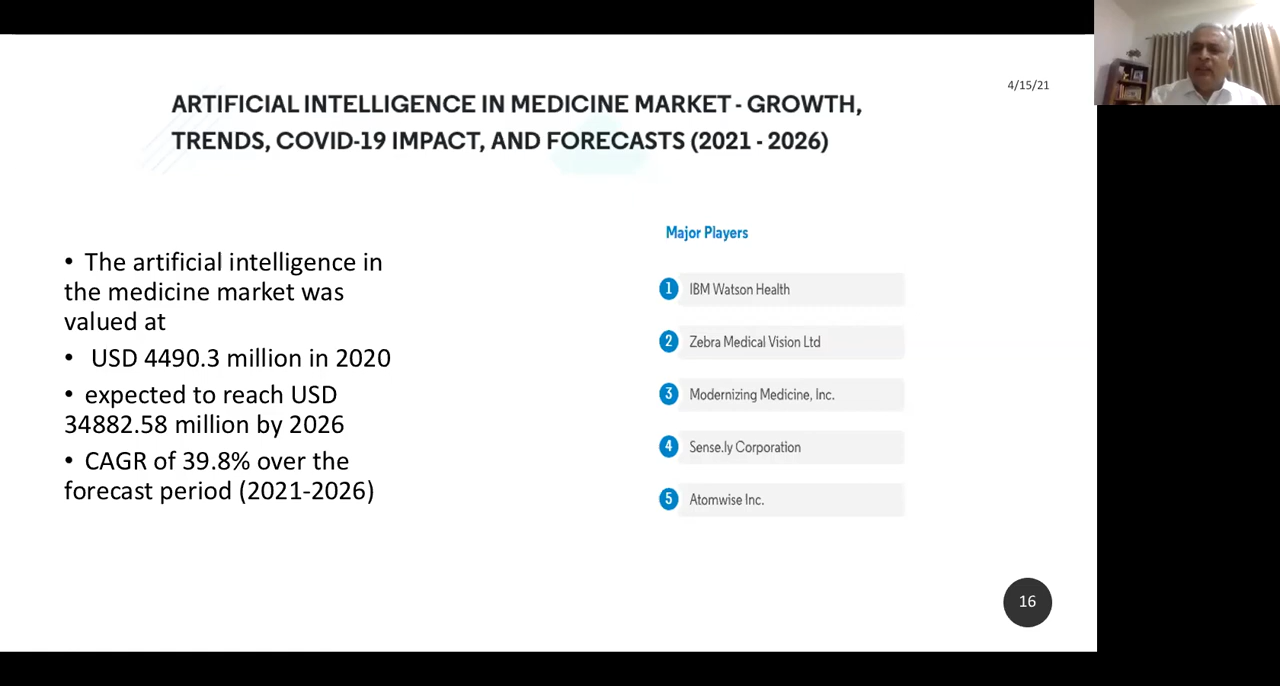 4/15/21
ARTIFICIAL INTELLIGENCE IN MEDICINE MARKET - GROWTH,
TRENDS, COVID-19 IMPACT, AND FORECASTS (2021 - 2026)
• The artificial intelligence in
the medicine market was
valued at
• USD 4490.3 million in 2020
• expected to reach USD
34882.58 million by 2026
• CAGR of 39.8% over the
forecast period (2021-2026)
Major Players
1 IBM Watson Health
2 Zebra Medical Vision Ltd
3 Modernizing Medicine, Inc.
4 Sense.ly Corporation
5 Atomwise Inc.
16